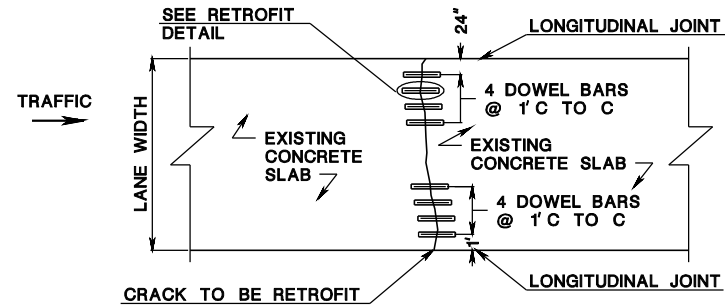 SEE RETROFIT
DETAIL
24"
LONGITUDINAL JOINT
TRAFFIC
LANE WIDTH
4 DOWEL BARS
@ 1' C TO C
EXISTING
CONCRETE
SLAB
EXISTING
CONCRETE SLAB
4 DOWEL BARS
@ 1' C TO C
1'
CRACK TO BE RETROFIT
LONGITUDINAL JOINT